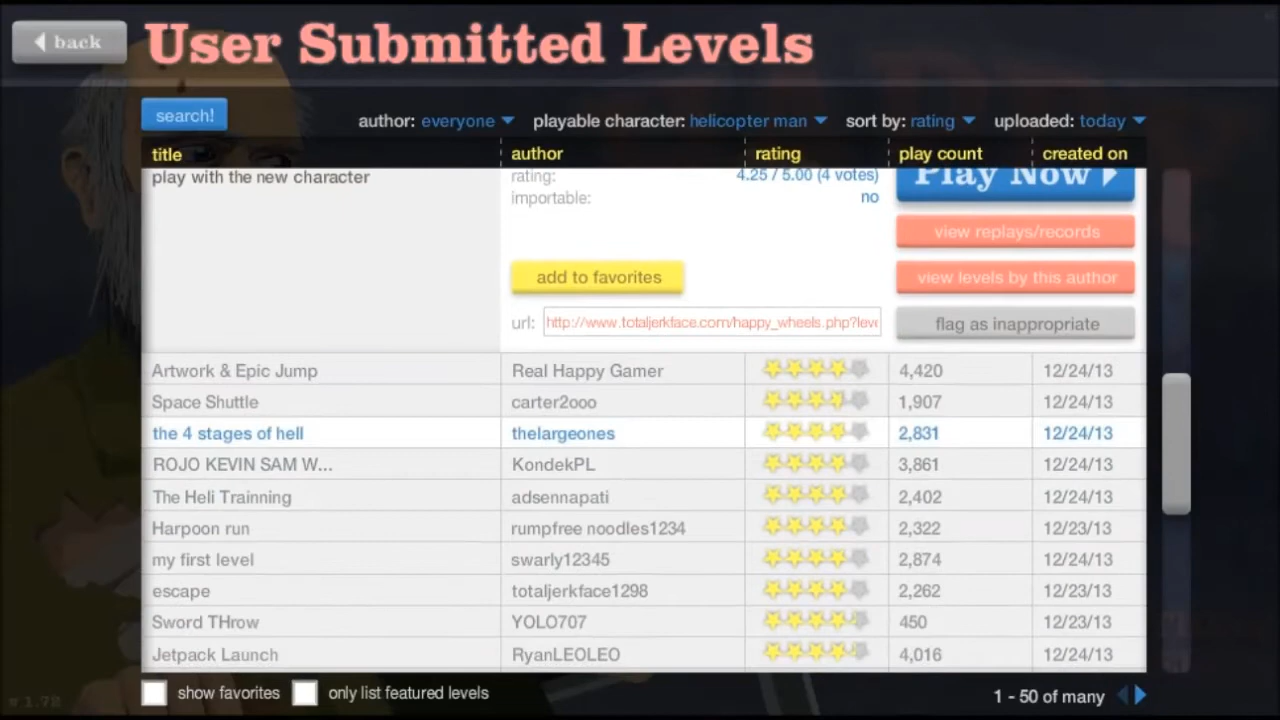 back
User Submitted Levels
search!
author: everyone playable character: helicopter man sort by: rating uploaded: today
title author rating play count created on
play with the new character
rating: 4.25 / 5.00 (4 votes)
importable: no
Play Now
view replays/records
add to favorites
view levels by this author
url: http://www.totaljerkface.com/happy_wheels.php?leve
flag as inappropriate
Artwork & Epic Jump Real Happy Gamer 4,420 12/24/13
Space Shuttle carter2ooo 1,907 12/24/13
the 4 stages of hell thelargeones 2,831 12/24/13
ROJO KEVIN SAM W... KondekPL 3,861 12/24/13
The Heli Trainning adsennapati 2,402 12/24/13
Harpoon run rumpfree noodles1234 2,322 12/23/13
my first level swarly12345 2,874 12/24/13
escape totaljerkface1298 2,262 12/23/13
Sword THrow YOLO707 450 12/23/13
Jetpack Launch RyanLEOLEO 4,016 12/24/13
show favorites only list featured levels 1 - 50 of many
v 1.72